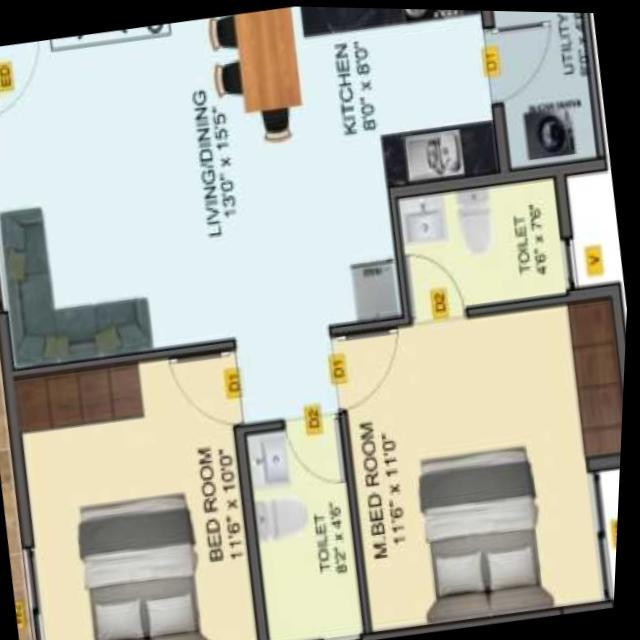 ED
LIVING/DINING
13'0" x 15'5"
KITCHEN
8'0" x 8'0"
D1
UTILITY
TOILET
4'6" x 7'6"
V
D2
D1
D1
D2
BED ROOM
11'6" x 10'0"
TOILET
8'2" x 4'6"
M.BED ROOM
11'6" x 11'0"